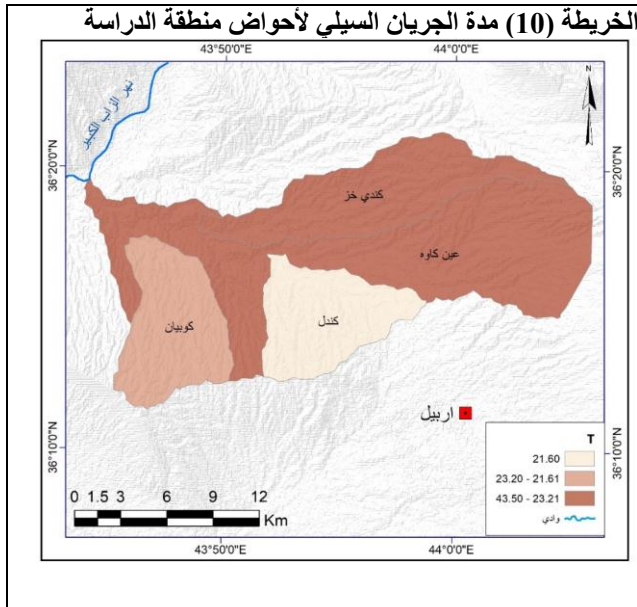 الخريطة (10) مدة الجريان السيلي لأحواض منطقة الدراسة
43°50'0"E
44°0'0"E
N
نهر الزاب الكبير
36°20'0"N
36°20'0"N
كندي خز
عين كاوه
كوبيان
كندل
اربيل
36°10'0"N
36°10'0"N
T
21.60
23.20 - 21.61
43.50 - 23.21
وادي
0 1.5 3 6 9 12
Km
43°50'0"E
44°0'0"E